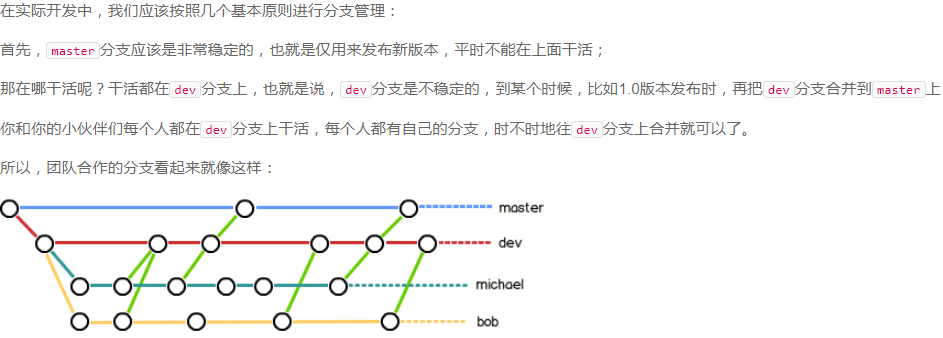 在实际开发中，我们应该按照几个基本原则进行分支管理：
首先，master分支应该是非常稳定的，也就是仅用来发布新版本，平时不能在上面干活；
那在哪干活呢？干活都在dev分支上，也就是说，dev分支是不稳定的，到某个时候，比如1.0版本发布时，再把dev分支合并到master上
你和你的小伙伴们每个人都在dev分支上干活，每个人都有自己的分支，时不时地往dev分支上合并就可以了。
所以，团队合作的分支看起来就像这样：
master
dev
michael
bob